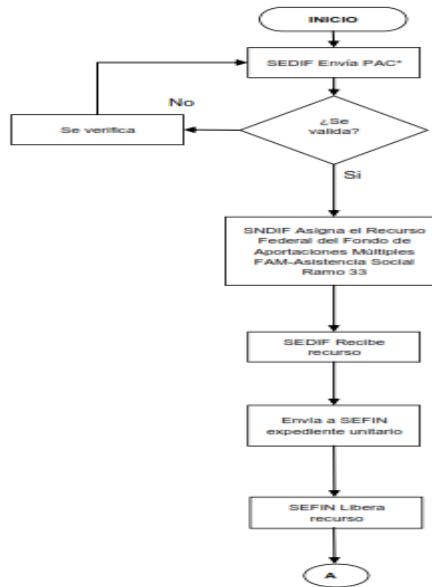 INICIO
SEDIF Envía PAC*
No
Se verifica
¿Se
valida?
Si
SNDIF Asigna el Recurso
Federal del Fondo de
Aportaciones Múltiples
FAM-Asistencia Social
Ramo 33
SEDIF Recibe
recurso
Envía a SEFIN
expediente unitario
SEFIN Libera
recurso
A